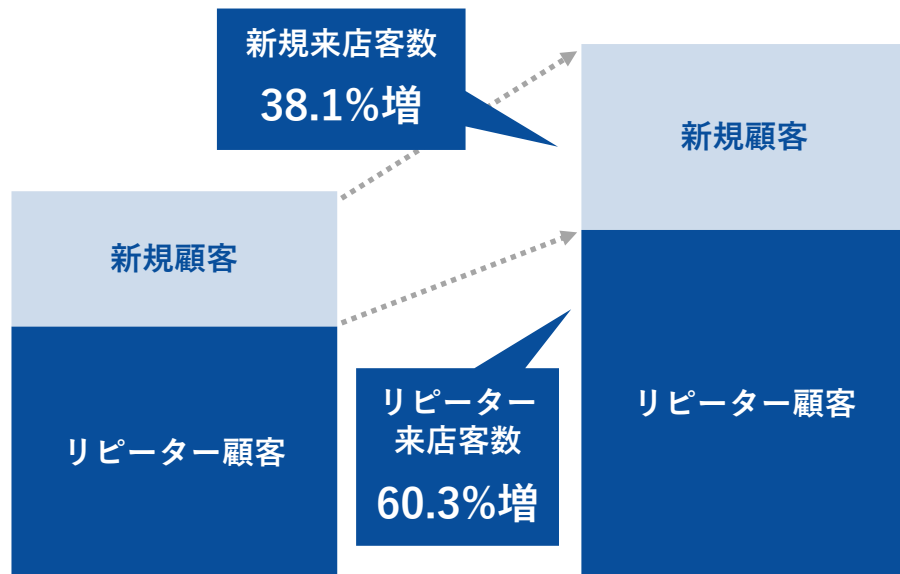 新規来店客数
38.1%増
新規顧客
新規顧客
リピーター顧客
リピーター
来店客数
60.3%増
リピーター顧客